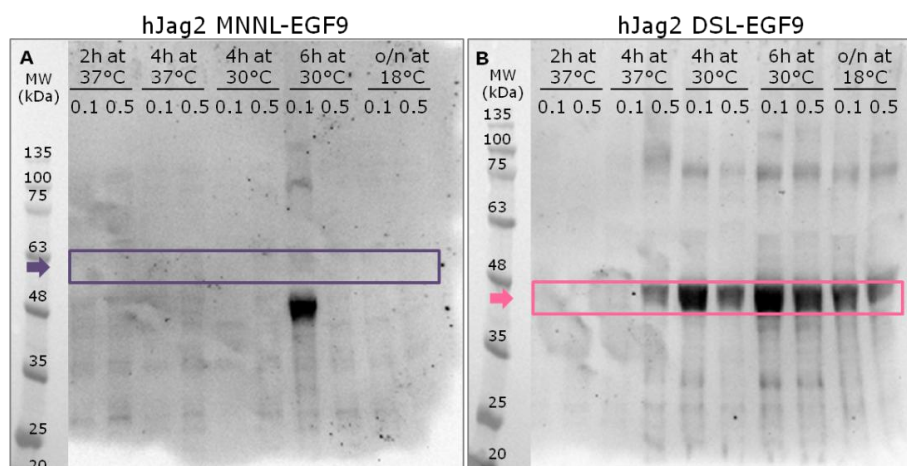 hJag2 MNNL-EGF9
A
MW
(kDa)
2h at 4h at 4h at 6h at o/n at
37°C 37°C 30°C 30°C 18°C
0.1 0.5 0.1 0.5 0.1 0.5 0.1 0.5 0.1 0.5
135
100
75
63
48
35
25
20
hJag2 DSL-EGF9
B
MW
(kDa)
2h at 4h at 4h at 6h at o/n at
37°C 37°C 30°C 30°C 18°C
0.1 0.5 0.1 0.5 0.1 0.5 0.1 0.5 0.1 0.5
135
100
75
63
48
35
25
20